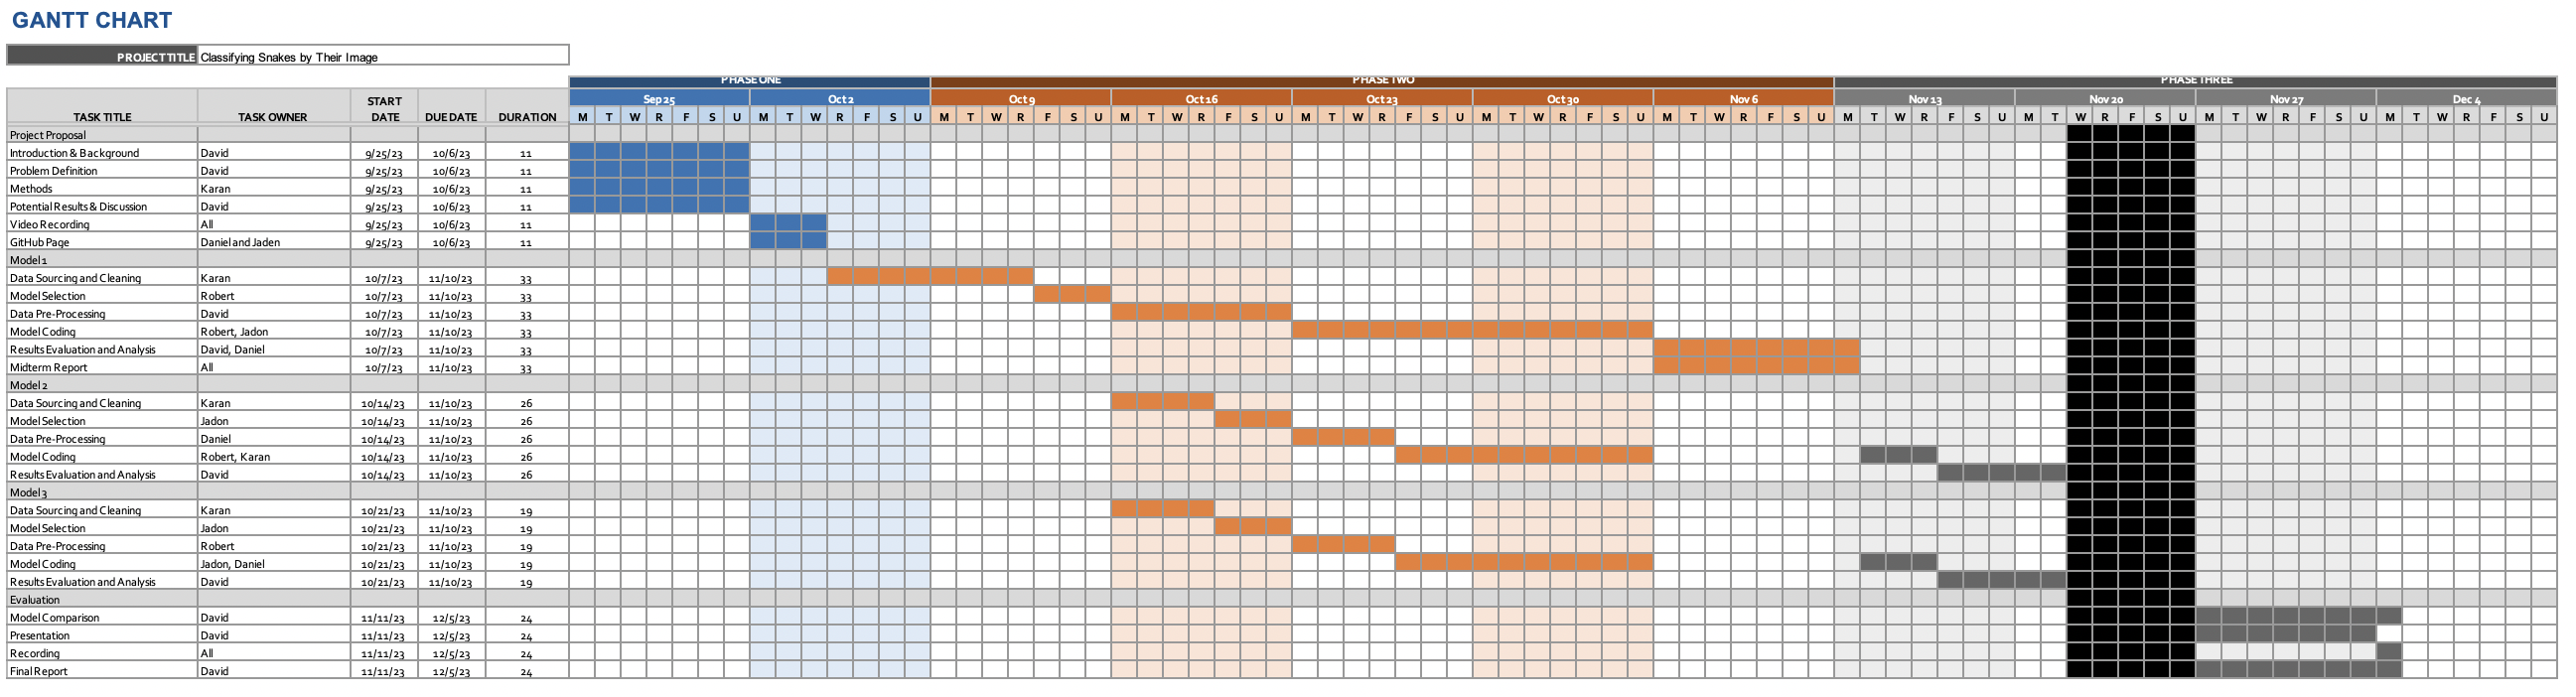 GANTT CHART
PROJECT TITLE Classifying Snakes by Their Image
PHASE ONE PHASE TWO PHASE THREE
Sep 25 Oct 2 Oct 9 Oct 16 Oct 23 Oct 30 Nov 6 Nov 13 Nov 20 Nov 27 Dec 4
TASK TITLE TASK OWNER START DATE DUE DATE DURATION M T W R F S U M T W R F S U M T W R F S U M T W R F S U M T W R F S U M T W R F S U M T W R F S U M T W R F S U M T W R F S U M T W R F S U M T W R F S U
Project Proposal
Introduction & Background David 9/25/23 10/6/23 11
Problem Definition David 9/25/23 10/6/23 11
Methods Karan 9/25/23 10/6/23 11
Potential Results & Discussion David 9/25/23 10/6/23 11
Video Recording All 9/25/23 10/6/23 11
GitHub Page Daniel and Jaden 9/25/23 10/6/23 11
Model 1
Data Sourcing and Cleaning Karan 10/7/23 11/10/23 33
Model Selection Robert 10/7/23 11/10/23 33
Data Pre-Processing David 10/7/23 11/10/23 33
Model Coding Robert, Jadon 10/7/23 11/10/23 33
Results Evaluation and Analysis David, Daniel 10/7/23 11/10/23 33
Midterm Report All 10/7/23 11/10/23 33
Model 2
Data Sourcing and Cleaning Karan 10/14/23 11/10/23 26
Model Selection Jadon 10/14/23 11/10/23 26
Data Pre-Processing Daniel 10/14/23 11/10/23 26
Model Coding Robert, Karan 10/14/23 11/10/23 26
Results Evaluation and Analysis David 10/14/23 11/10/23 26
Model 3
Data Sourcing and Cleaning Karan 10/21/23 11/10/23 19
Model Selection Jadon 10/21/23 11/10/23 19
Data Pre-Processing Robert 10/21/23 11/10/23 19
Model Coding Jadon, Daniel 10/21/23 11/10/23 19
Results Evaluation and Analysis David 10/21/23 11/10/23 19
Evaluation
Model Comparison David 11/11/23 12/5/23 24
Presentation David 11/11/23 12/5/23 24
Recording All 11/11/23 12/5/23 24
Final Report David 11/11/23 12/5/23 24